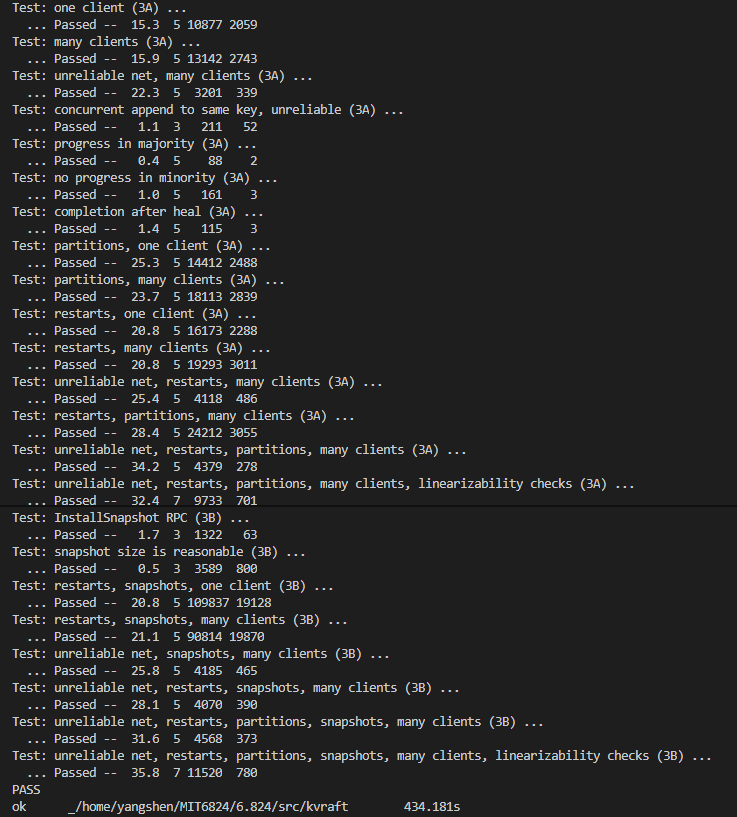 Test: one client (3A) ...
  ... Passed --  15.3  5 10877 2059
Test: many clients (3A) ...
  ... Passed --  15.9  5 13142 2743
Test: unreliable net, many clients (3A) ...
  ... Passed --  22.3  5  3201  339
Test: concurrent append to same key, unreliable (3A) ...
  ... Passed --   1.1  3   211   52
Test: progress in majority (3A) ...
  ... Passed --   0.4  5    88    2
Test: no progress in minority (3A) ...
  ... Passed --   1.0  5   161    3
Test: completion after heal (3A) ...
  ... Passed --   1.4  5   115    3
Test: partitions, one client (3A) ...
  ... Passed --  25.3  5 14412 2488
Test: partitions, many clients (3A) ...
  ... Passed --  23.7  5 18113 2839
Test: restarts, one client (3A) ...
  ... Passed --  20.8  5 16173 2288
Test: restarts, many clients (3A) ...
  ... Passed --  20.8  5 19293 3011
Test: unreliable net, restarts, many clients (3A) ...
  ... Passed --  25.4  5  4118  486
Test: restarts, partitions, many clients (3A) ...
  ... Passed --  28.4  5 24212 3055
Test: unreliable net, restarts, partitions, many clients (3A) ...
  ... Passed --  34.2  5  4379  278
Test: unreliable net, restarts, partitions, many clients, linearizability checks (3A) ...
  ... Passed --  32.4  7  9733  701
Test: InstallSnapshot RPC (3B) ...
  ... Passed --   1.7  3  1322   63
Test: snapshot size is reasonable (3B) ...
  ... Passed --   0.5  3  3589  800
Test: restarts, snapshots, one client (3B) ...
  ... Passed --  20.8  5 109837 19128
Test: restarts, snapshots, many clients (3B) ...
  ... Passed --  21.1  5 90814 19870
Test: unreliable net, snapshots, many clients (3B) ...
  ... Passed --  25.8  5  4185  465
Test: unreliable net, restarts, snapshots, many clients (3B) ...
  ... Passed --  28.1  5  4070  390
Test: unreliable net, restarts, partitions, snapshots, many clients (3B) ...
  ... Passed --  31.6  5  4568  373
Test: unreliable net, restarts, partitions, snapshots, many clients, linearizability checks (3B) ...
  ... Passed --  35.8  7 11520  780
PASS
ok      _/home/yangshen/MIT6824/6.824/src/kvraft        434.181s